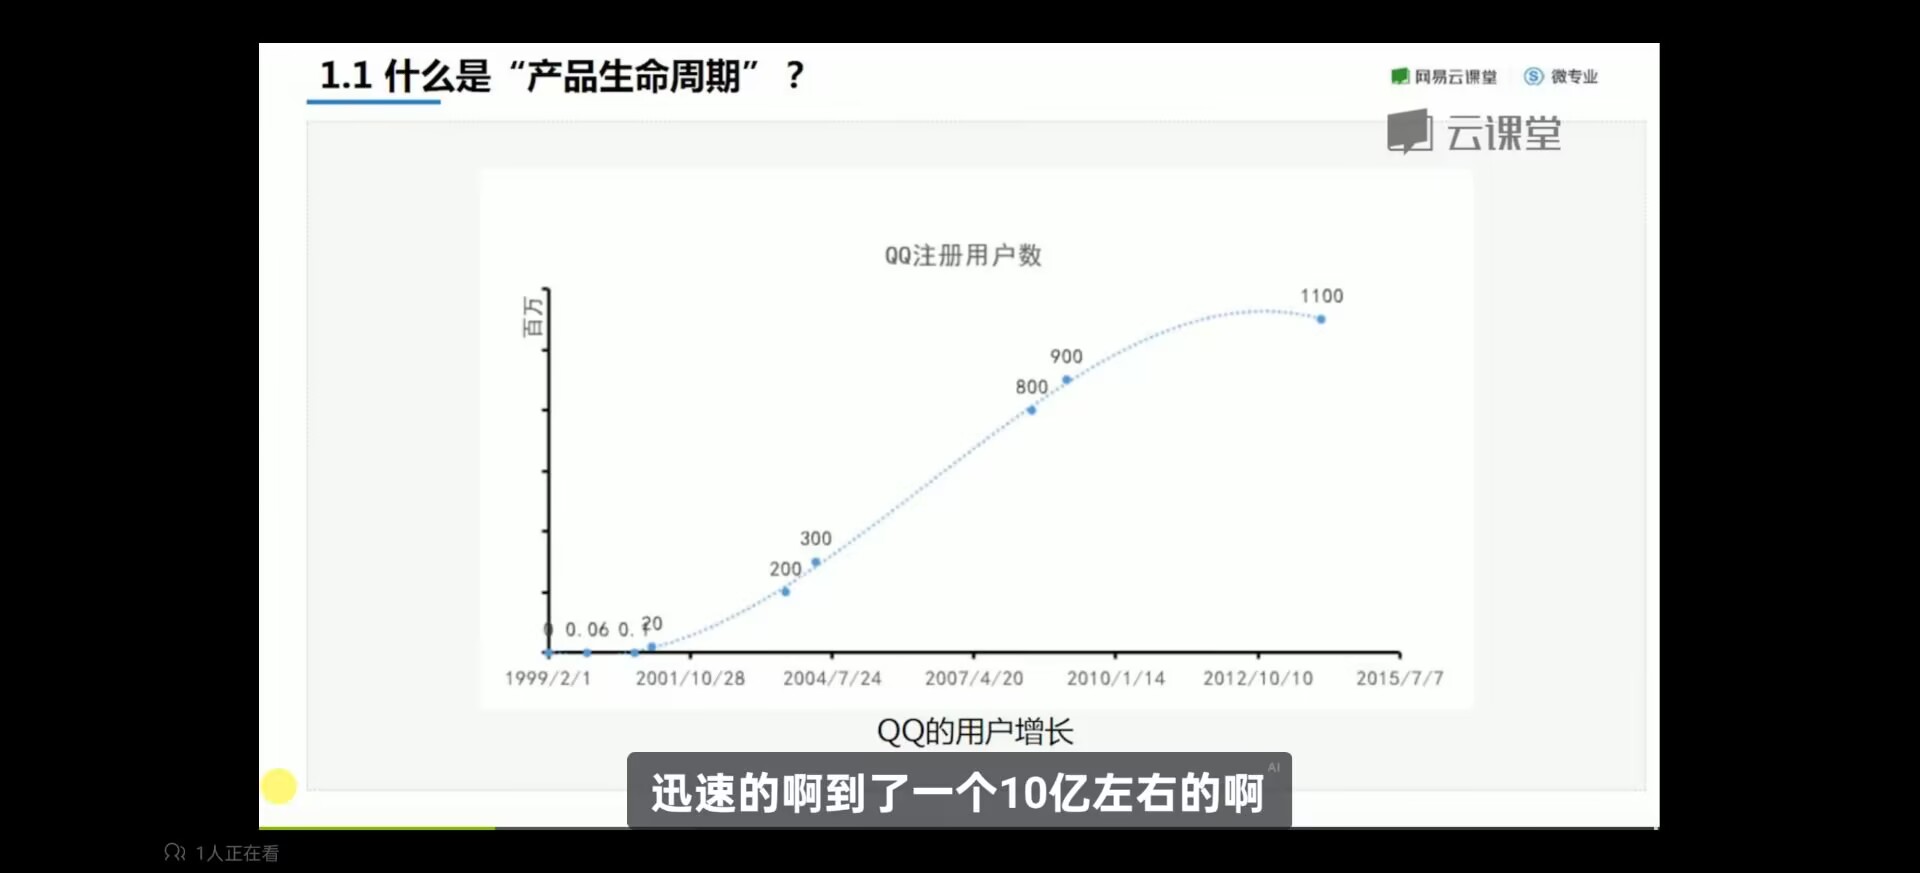 1.1 什么是“产品生命周期”？
网易云课堂
微专业
云课堂
QQ注册用户数
百万
1100
900
800
300
200
0 0.06 0.1 20
1999/2/1 2001/10/28 2004/7/24 2007/4/20 2010/1/14 2012/10/10 2015/7/7
QQ的用户增长
AI
迅速的啊到了一个10亿左右的啊
1人正在看